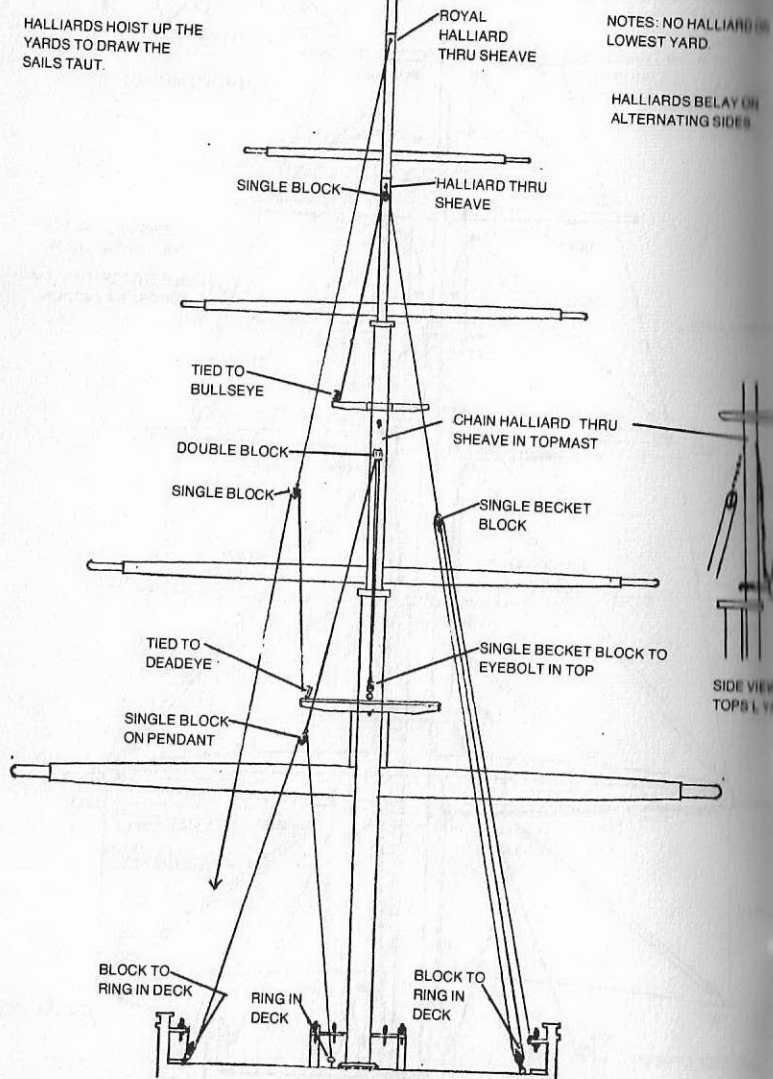 HALLIARDS HOIST UP THE
YARDS TO DRAW THE
SAILS TAUT.
ROYAL
HALLIARD
THRU SHEAVE
NOTES: NO HALLIARD
LOWEST YARD.
HALLIARDS BELAY ON
ALTERNATING SIDES
SINGLE BLOCK
HALLIARD THRU
SHEAVE
TIED TO
BULLSEYE
CHAIN HALLIARD THRU
SHEAVE IN TOPMAST
DOUBLE BLOCK
SINGLE BLOCK
SINGLE BECKET
BLOCK
TIED TO
DEADEYE
SINGLE BECKET BLOCK TO
EYEBOLT IN TOP
SIDE VIEW
SINGLE BLOCK
ON PENDANT
BLOCK TO
RING IN DECK
RING IN
DECK
BLOCK TO
RING IN
DECK